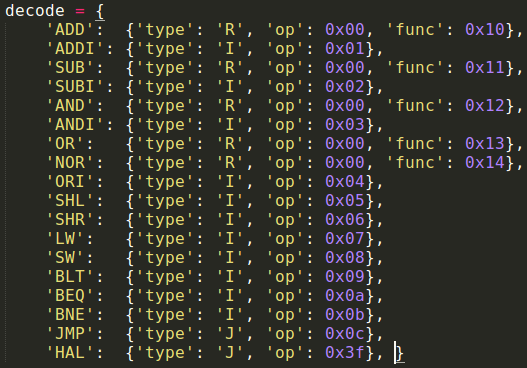 decode = {
    'ADD':  {'type': 'R', 'op': 0x00, 'func': 0x10},
    'ADDI': {'type': 'I', 'op': 0x01},
    'SUB':  {'type': 'R', 'op': 0x00, 'func': 0x11},
    'SUBI': {'type': 'I', 'op': 0x02},
    'AND':  {'type': 'R', 'op': 0x00, 'func': 0x12},
    'ANDI': {'type': 'I', 'op': 0x03},
    'OR':   {'type': 'R', 'op': 0x00, 'func': 0x13},
    'NOR':  {'type': 'R', 'op': 0x00, 'func': 0x14},
    'ORI':  {'type': 'I', 'op': 0x04},
    'SHL':  {'type': 'I', 'op': 0x05},
    'SHR':  {'type': 'I', 'op': 0x06},
    'LW':   {'type': 'I', 'op': 0x07},
    'SW':   {'type': 'I', 'op': 0x08},
    'BLT':  {'type': 'I', 'op': 0x09},
    'BEQ':  {'type': 'I', 'op': 0x0a},
    'BNE':  {'type': 'I', 'op': 0x0b},
    'JMP':  {'type': 'J', 'op': 0x0c},
    'HAL':  {'type': 'J', 'op': 0x3f}, }